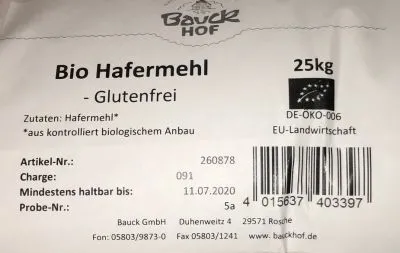 Bauck
HOF
Bio Hafermehl
25kg
- Glutenfrei
Zutaten: Hafermehl*
*aus kontrolliert biologischem Anbau
DE-ÖKO-006
EU-Landwirtschaft
Artikel-Nr.: 260878
Charge: 091
Mindestens haltbar bis: 11.07.2020
Probe-Nr.: 5a
4 015637 403397
Bauck GmbH Duhenweitz 4 29571 Rosche
Fon: 05803/9873-0 Fax 05803/1241 www.bauckhof.de